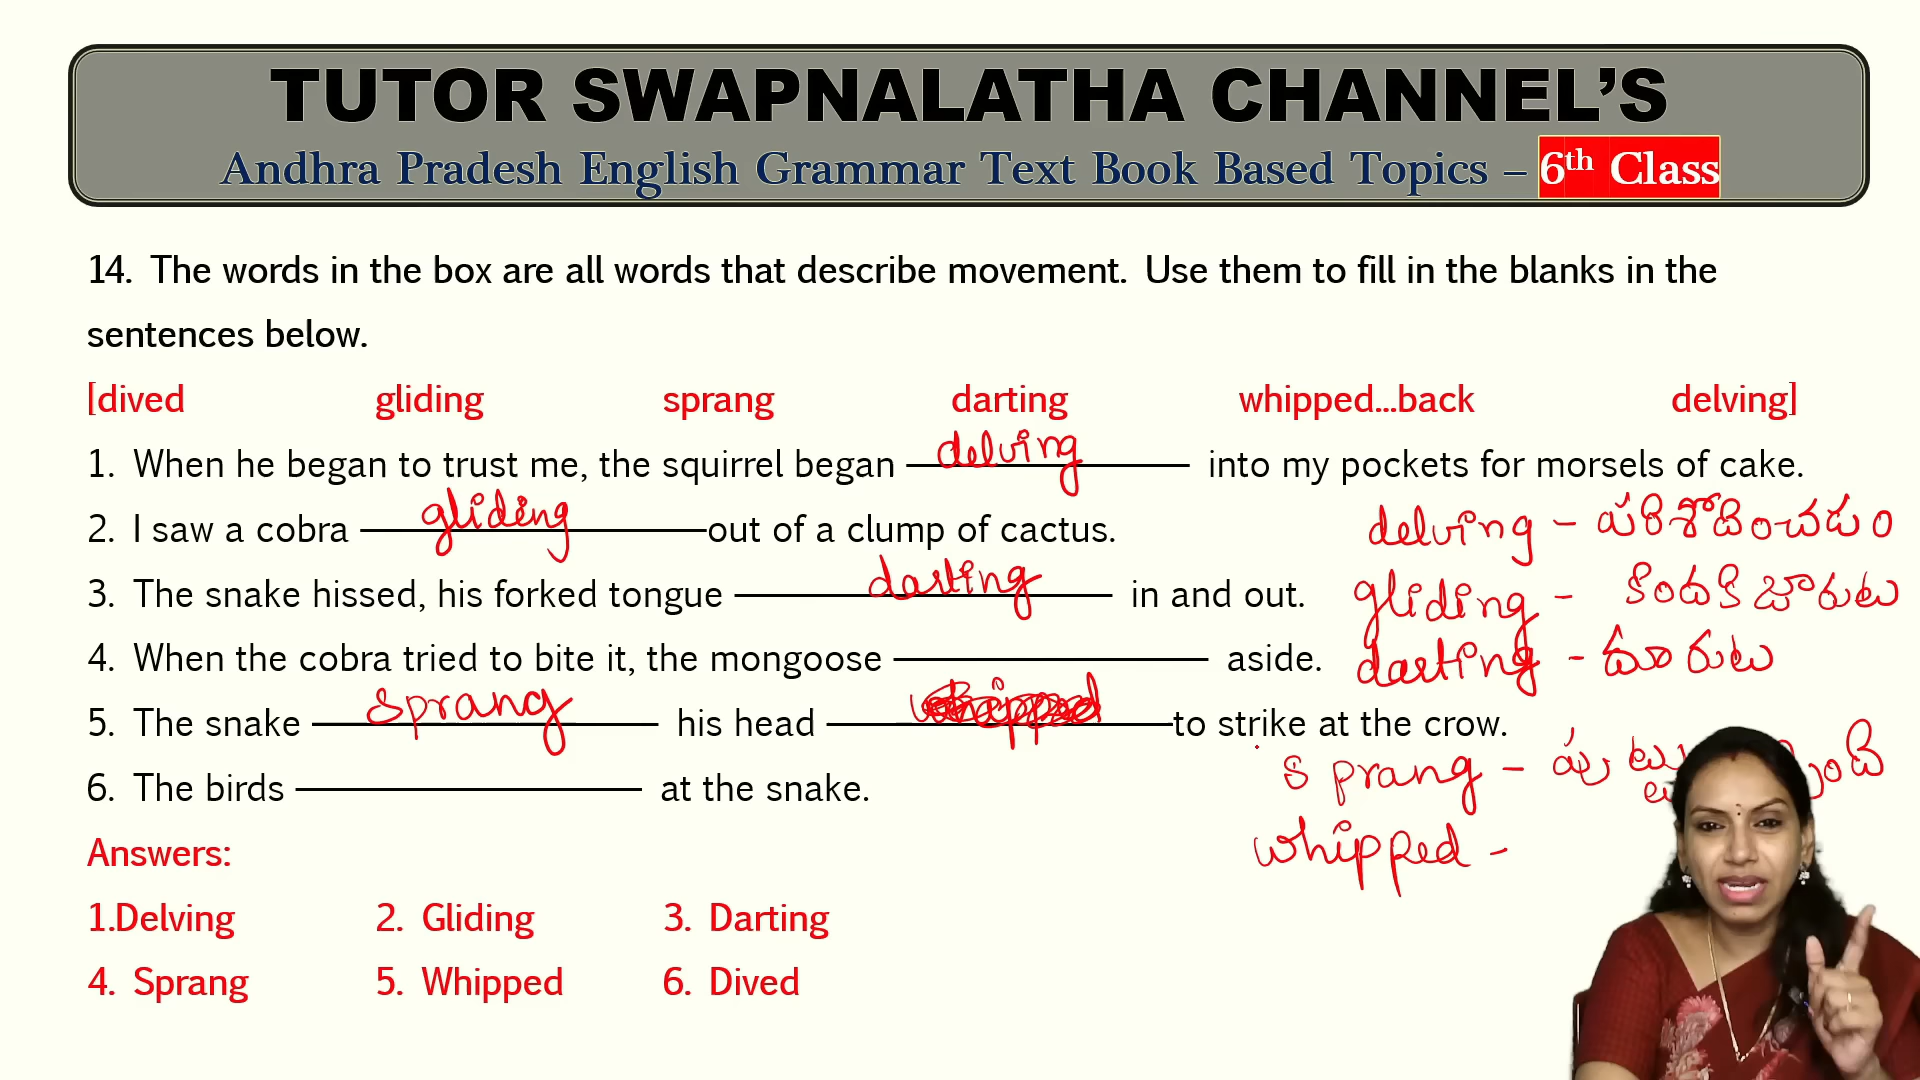 TUTOR SWAPNALATHA CHANNEL’S
Andhra Pradesh English Grammar Text Book Based Topics – 6th Class
14. The words in the box are all words that describe movement. Use them to fill in the blanks in the
sentences below.
[dived gliding sprang darting whipped...back delving]
1. When he began to trust me, the squirrel began delving into my pockets for morsels of cake.
2. I saw a cobra gliding out of a clump of cactus.
delving - పరిశోదించడం
3. The snake hissed, his forked tongue darting in and out.
gliding - కిందకి జారుటు
4. When the cobra tried to bite it, the mongoose aside.
darting - దూరుటు
5. The snake sprang his head whipped to strike at the crow.
sprang -
6. The birds at the snake.
whipped -
Answers:
1.Delving 2. Gliding 3. Darting
4. Sprang 5. Whipped 6. Dived